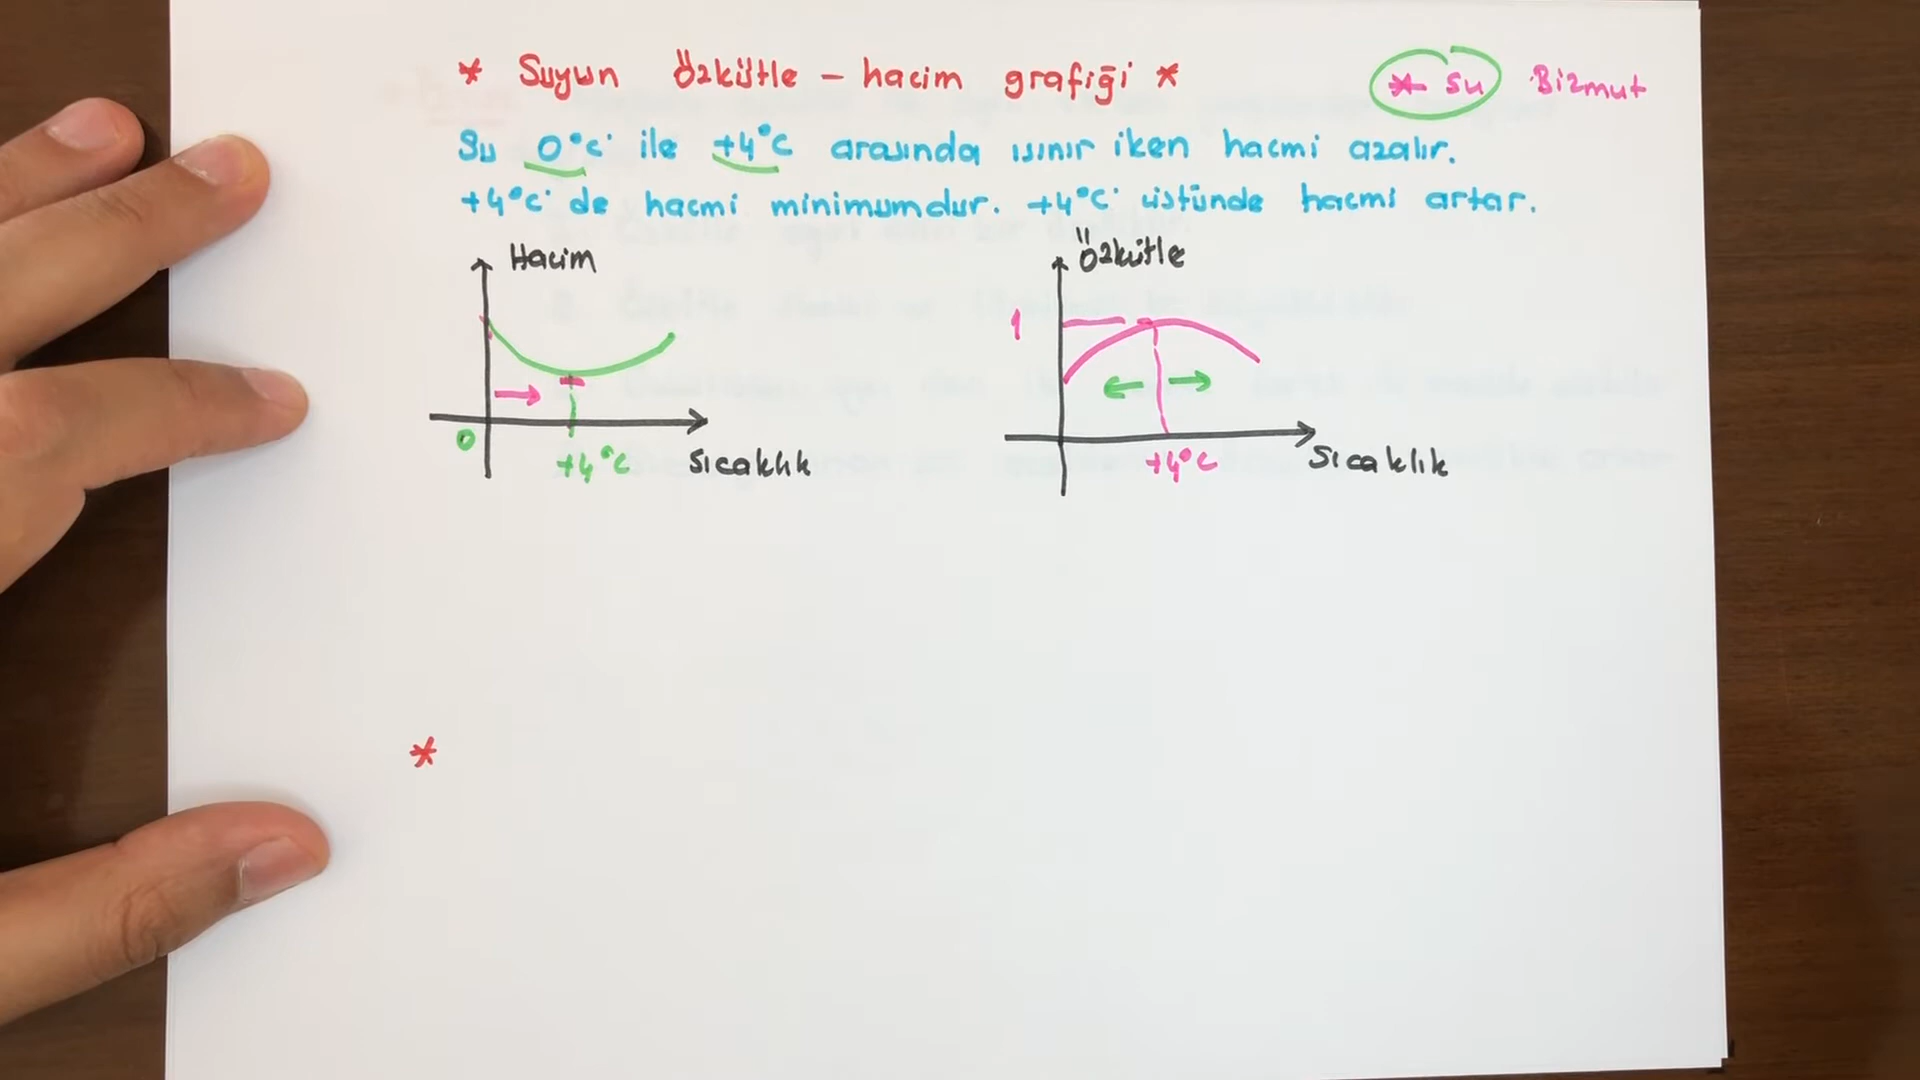 * Suyun Özkütle - hacim grafiği *
* Su Bizmut
Su 0°C ile +4°C arasında ısınır iken hacmi azalır.
+4°C de hacmi minimumdur. +4°C üstünde hacmi artar.
Hacim
0
+4°C
Sıcaklık
Özkütle
1
+4°C
Sıcaklık
*